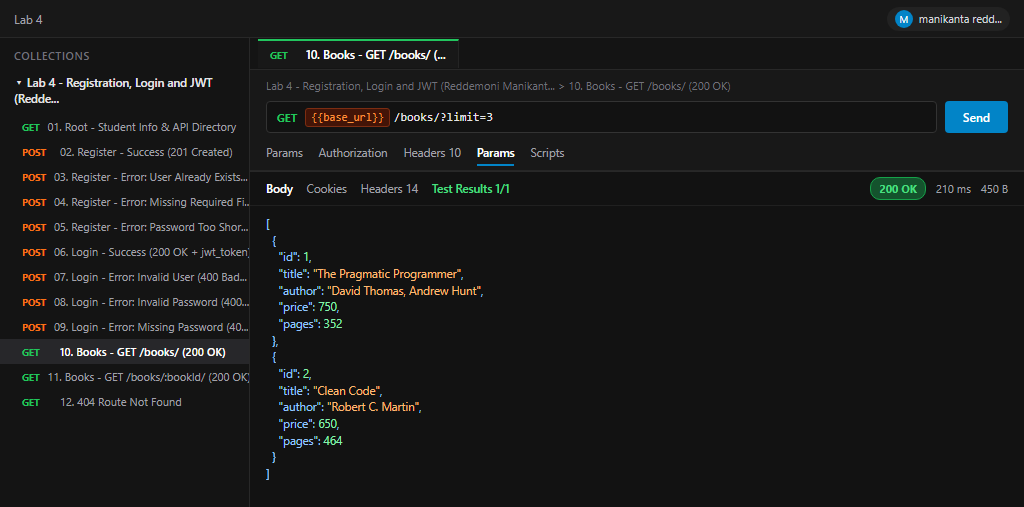 Lab 4
M manikanta redd...
COLLECTIONS
Lab 4 - Registration, Login and JWT
(Redde...
GET 01. Root - Student Info & API Directory
POST 02. Register - Success (201 Created)
POST 03. Register - Error: User Already Exists...
POST 04. Register - Error: Missing Required Fi...
POST 05. Register - Error: Password Too Shor...
POST 06. Login - Success (200 OK + jwt_token)
POST 07. Login - Error: Invalid User (400 Bad...
POST 08. Login - Error: Invalid Password (400...
POST 09. Login - Error: Missing Password (40...
GET 10. Books - GET /books/ (200 OK)
GET 11. Books - GET /books/:bookId/ (200 OK)
GET 12. 404 Route Not Found
GET 10. Books - GET /books/ (...
Lab 4 - Registration, Login and JWT (Reddemoni Manikant... > 10. Books - GET /books/ (200 OK)
GET {{base_url}} /books/?limit=3
Send
Params Authorization Headers 10 Params Scripts
Body Cookies Headers 14 Test Results 1/1
200 OK 210 ms 450 B
[
{
"id": 1,
"title": "The Pragmatic Programmer",
"author": "David Thomas, Andrew Hunt",
"price": 750,
"pages": 352
},
{
"id": 2,
"title": "Clean Code",
"author": "Robert C. Martin",
"price": 650,
"pages": 464
}
]